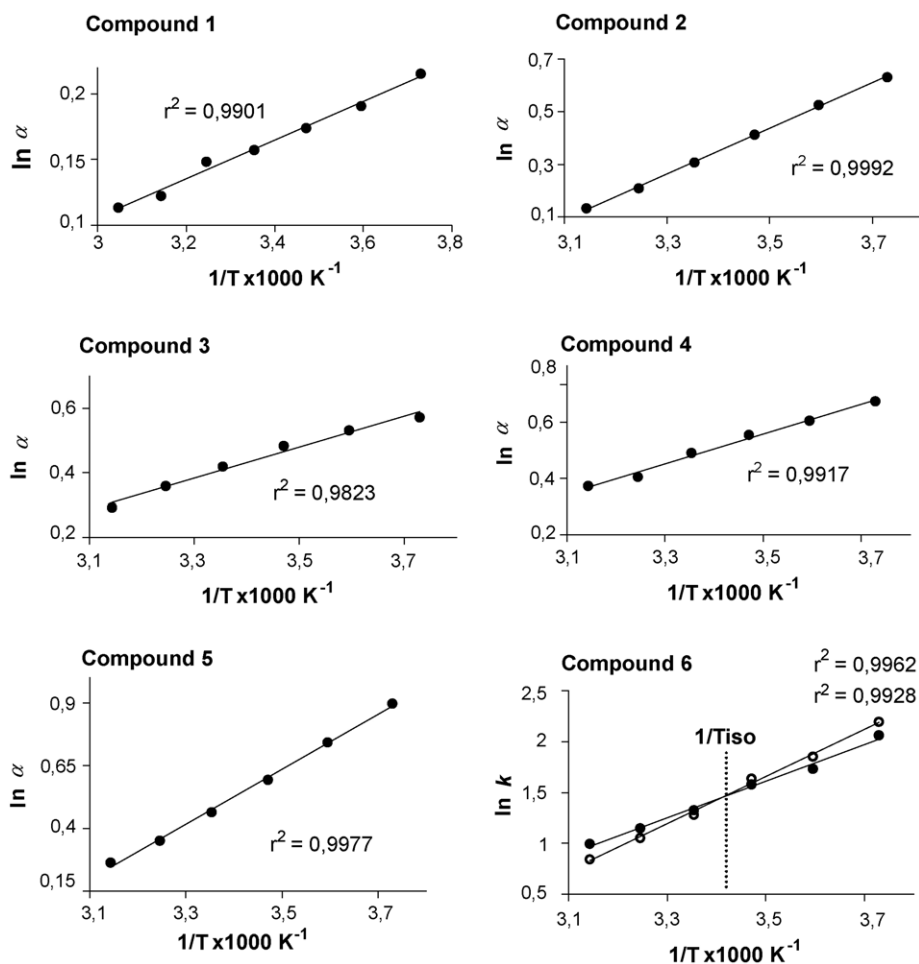 Compound 1
ln α
0,2
0,15
0,1
r² = 0,9901
3 3,2 3,4 3,6 3,8
1/T x1000 K⁻¹
Compound 2
ln α
0,7
0,5
0,3
0,1
r² = 0,9992
3,1 3,3 3,5 3,7
1/T x1000 K⁻¹
Compound 3
ln α
0,6
0,4
0,2
r² = 0,9823
3,1 3,3 3,5 3,7
1/T x1000 K⁻¹
Compound 4
ln α
0,8
0,6
0,4
0,2
r² = 0,9917
3,1 3,3 3,5 3,7
1/T x1000 K⁻¹
Compound 5
ln α
0,9
0,65
0,4
0,15
r² = 0,9977
3,1 3,3 3,5 3,7
1/T x1000 K⁻¹
Compound 6
r² = 0,9962
r² = 0,9928
1/Tiso
ln k
2,5
2
1,5
1
0,5
3,1 3,3 3,5 3,7
1/T x1000 K⁻¹